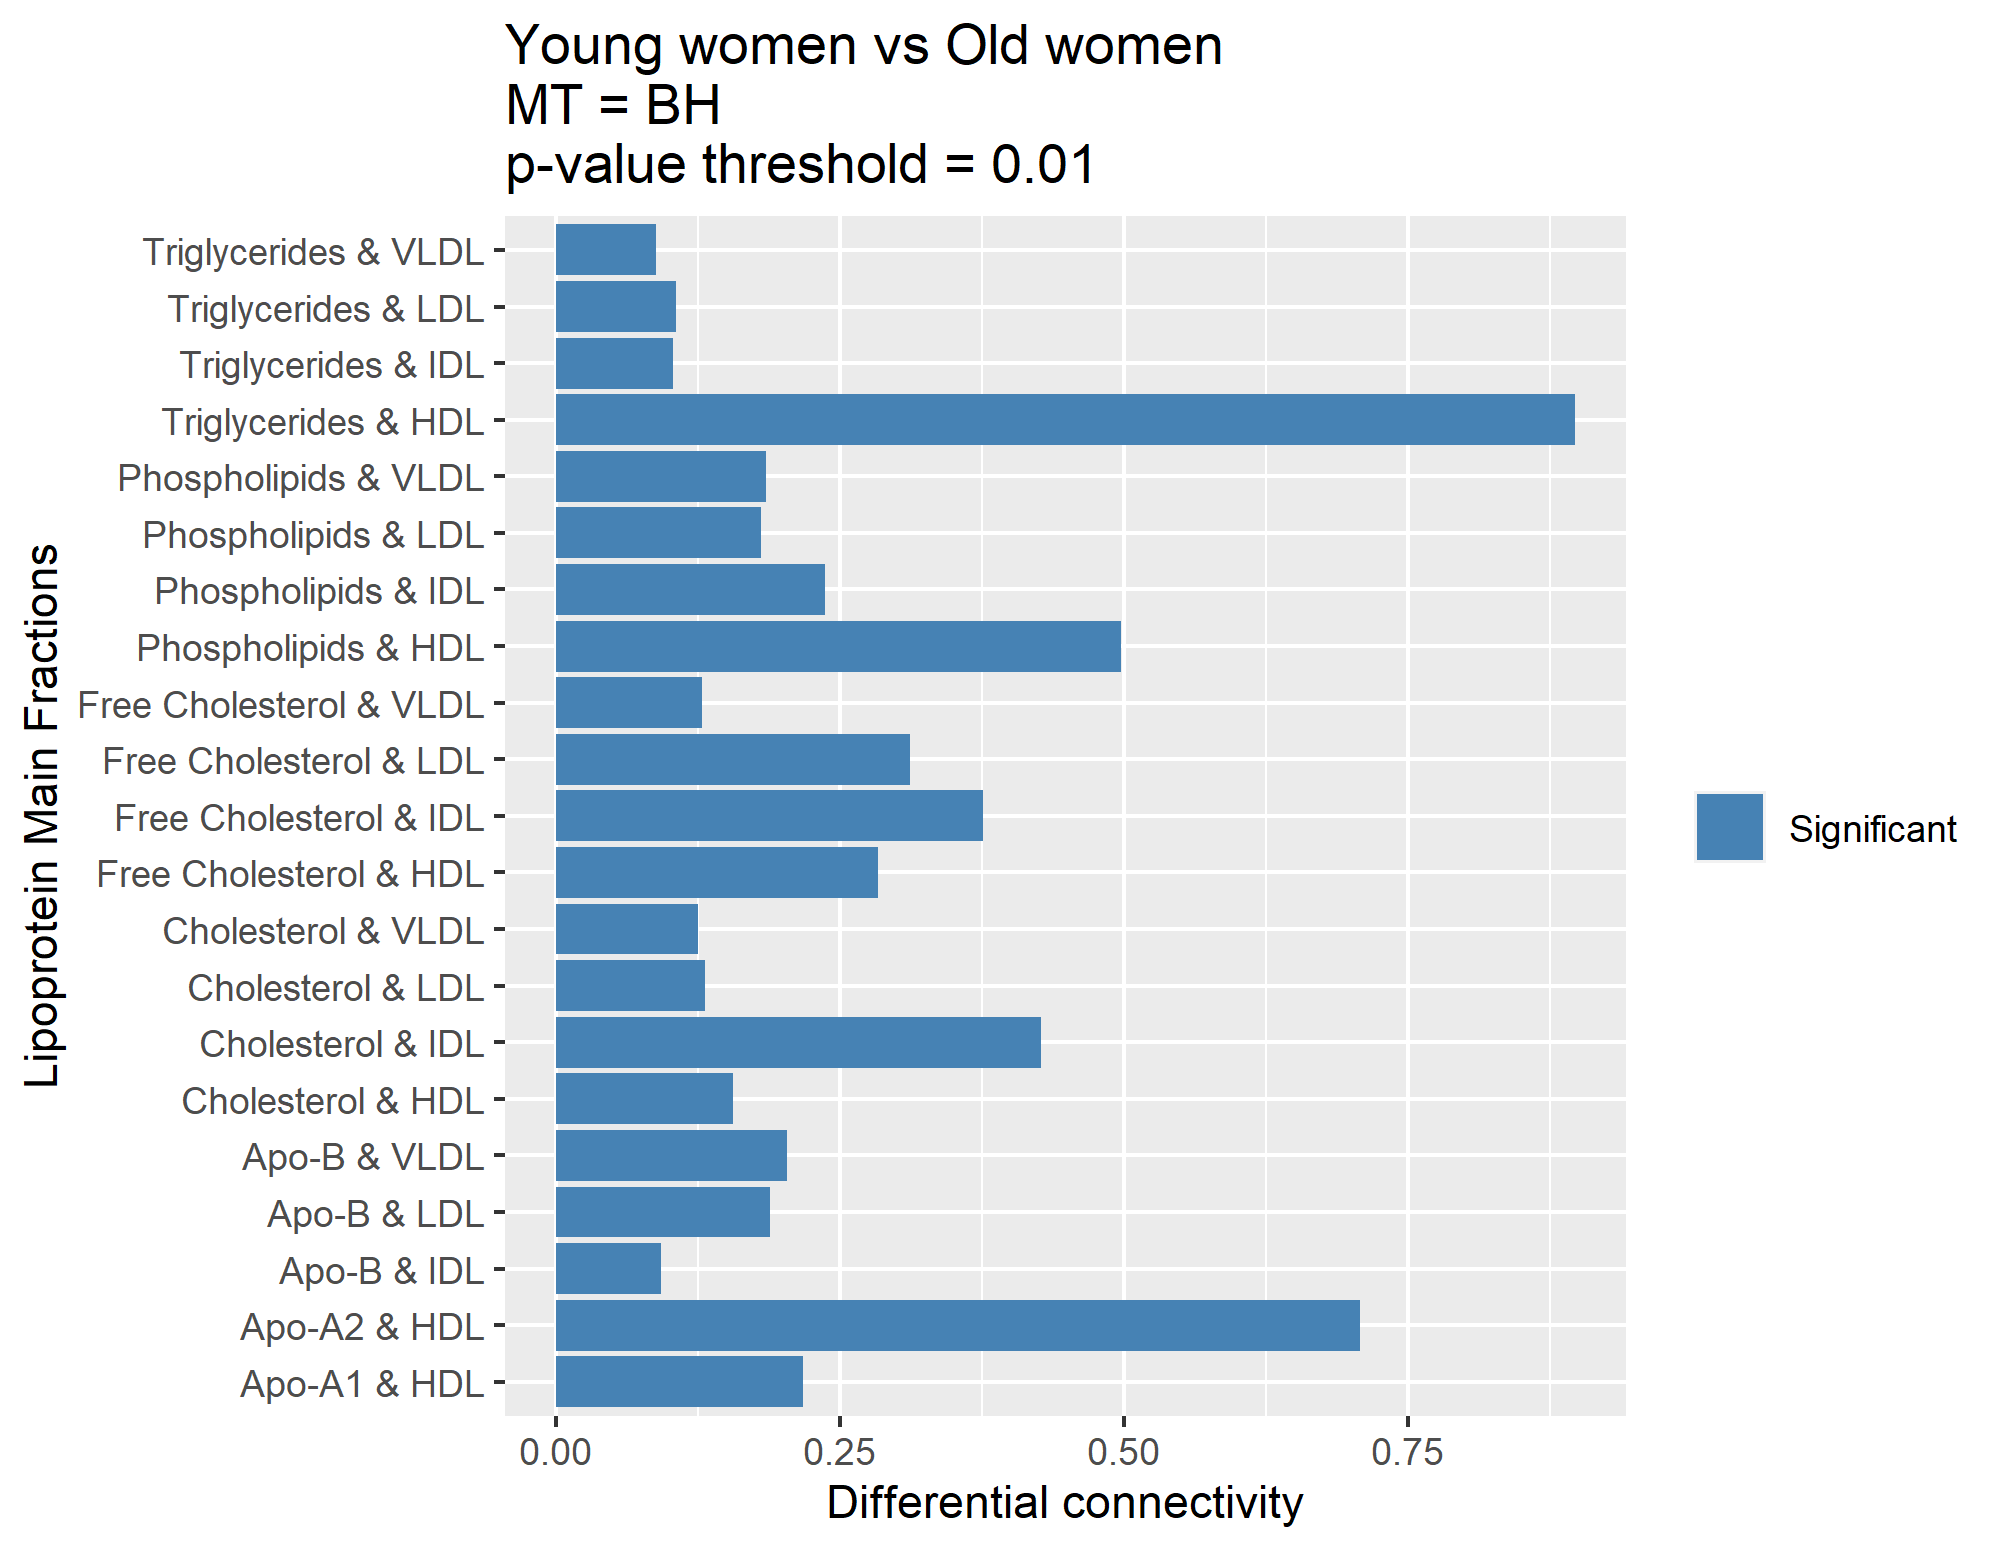 Young women vs Old women
MT = BH
p-value threshold = 0.01
Triglycerides & VLDL
Triglycerides & LDL
Triglycerides & IDL
Triglycerides & HDL
Phospholipids & VLDL
Phospholipids & LDL
Phospholipids & IDL
Phospholipids & HDL
Free Cholesterol & VLDL
Free Cholesterol & LDL
Free Cholesterol & IDL
Free Cholesterol & HDL
Cholesterol & VLDL
Cholesterol & LDL
Cholesterol & IDL
Cholesterol & HDL
Apo-B & VLDL
Apo-B & LDL
Apo-B & IDL
Apo-A2 & HDL
Apo-A1 & HDL
Lipoprotein Main Fractions
0.00 0.25 0.50 0.75
Differential connectivity
Significant